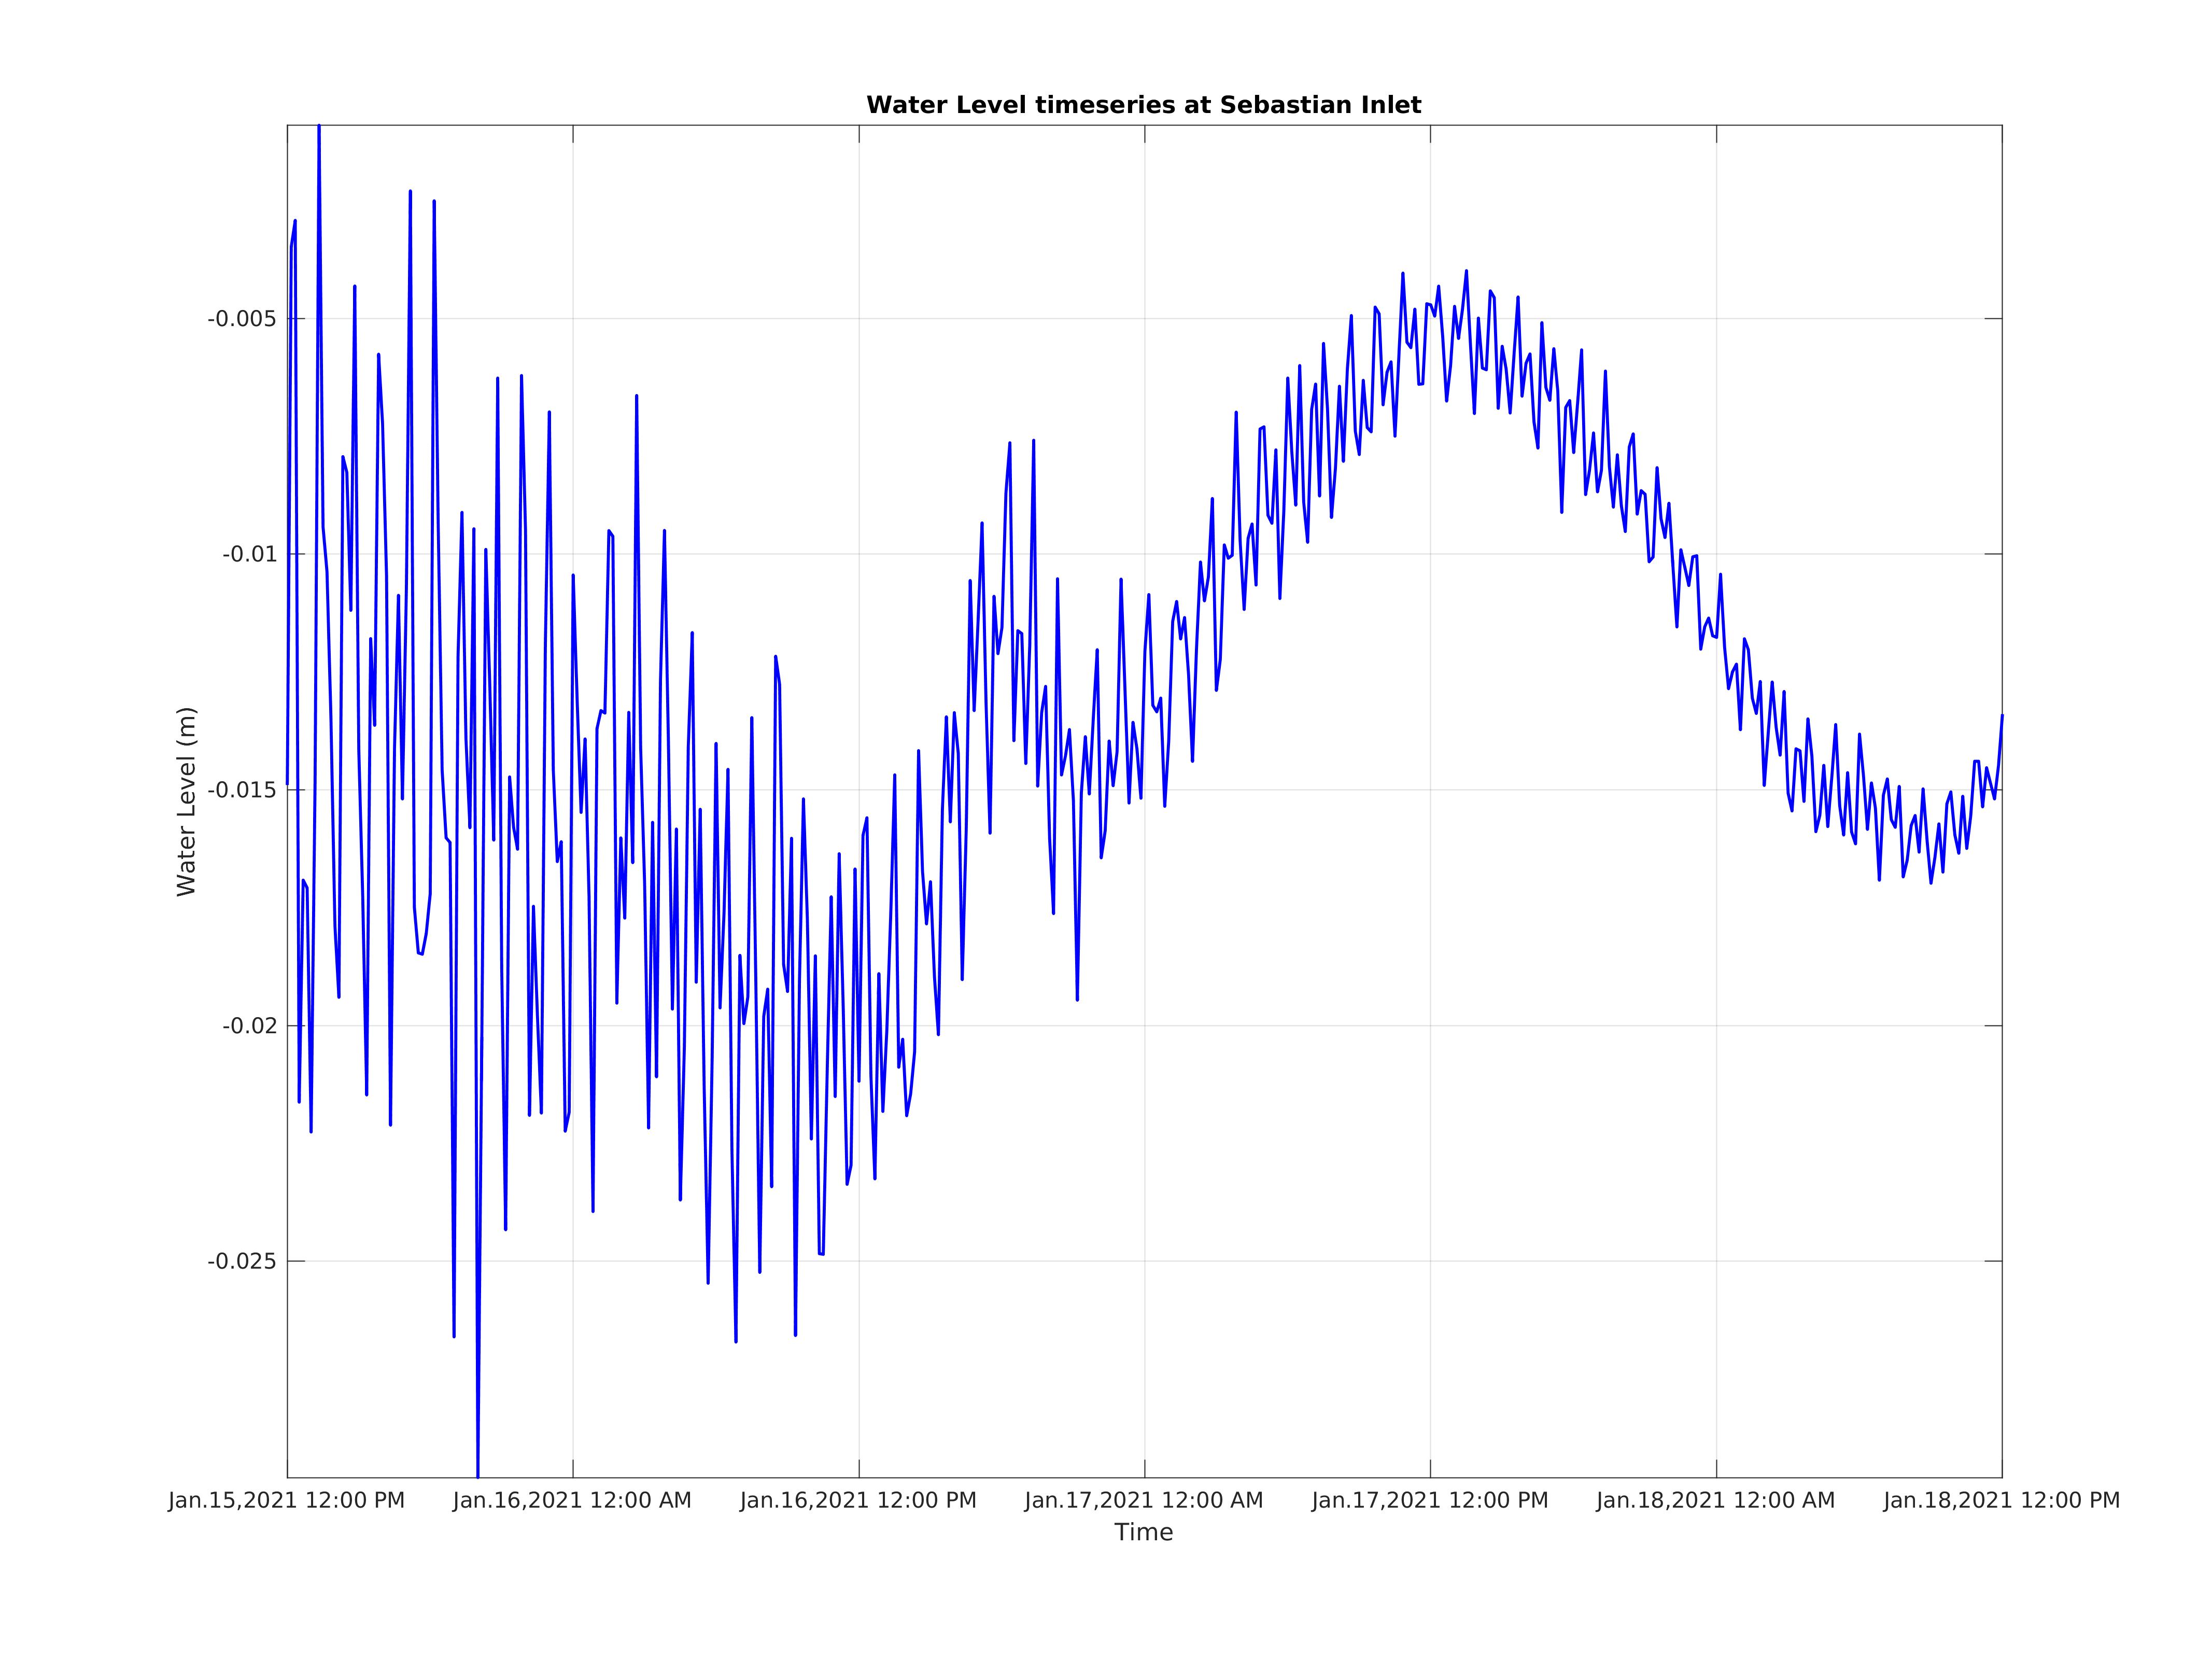 Water Level timeseries at Sebastian Inlet
-0.005
-0.01
-0.015
-0.02
-0.025
Water Level (m)
Jan.15,2021 12:00 PM
Jan.16,2021 12:00 AM
Jan.16,2021 12:00 PM
Jan.17,2021 12:00 AM
Jan.17,2021 12:00 PM
Jan.18,2021 12:00 AM
Jan.18,2021 12:00 PM
Time